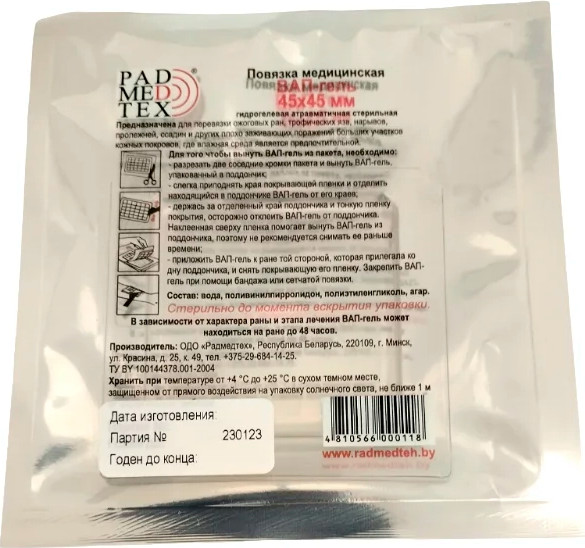 РАД
МЕД
ТЕХ
Повязка медицинская
ВАП-гель
45x45 мм
гидрогелевая атравматичная стерильная
Предназначена для перевязки ожоговых ран, трофических язв, нарывов,
пролежней, ссадин и других плохо заживающих поражений больших участков
кожных покровов, где влажная среда является предпочтительной.
Для того чтобы вынуть ВАП-гель из пакета, необходимо:
- разрезать две соседние кромки пакета и вынуть ВАП-гель,
упакованный в поддончик;
- слегка приподнять края покрывающей пленки и отделить
находящийся в поддончике ВАП-гель от его краев;
- держась за отделенный край поддончика и тонкую пленку
покрытия, осторожно отклеить ВАП-гель от поддончика.
Наклеенная сверху пленка помогает вынуть ВАП-гель из
поддончика, поэтому не рекомендуется снимать ее раньше
времени;
- приложить ВАП-гель к ране той стороной, которая прилегала ко
дну поддончика, и снять покрывающую его пленку. Закрепить ВАП-
гель при помощи бандажа или сетчатой повязки.
Состав: вода, поливинилпирролидон, полиэтиленгликоль, агар.
Стерильно до момента вскрытия упаковки.
В зависимости от характера раны и этапа лечения ВАП-гель может
находиться на ране до 48 часов.
Производитель: ОДО «Радмедтех», Республика Беларусь, 220109, г. Минск,
ул. Красина, д. 25, к. 49, тел. +375-29-684-14-25.
ТУ BY 100144378.001-2004
Хранить при температуре от +4 °С до +25 °С в сухом темном месте,
защищенном от прямого воздействия на упаковку солнечного света, не ближе 1 м
Дата изготовления:
Партия № 230123
Годен до конца:
4 810566 000118
www.radmedteh.by